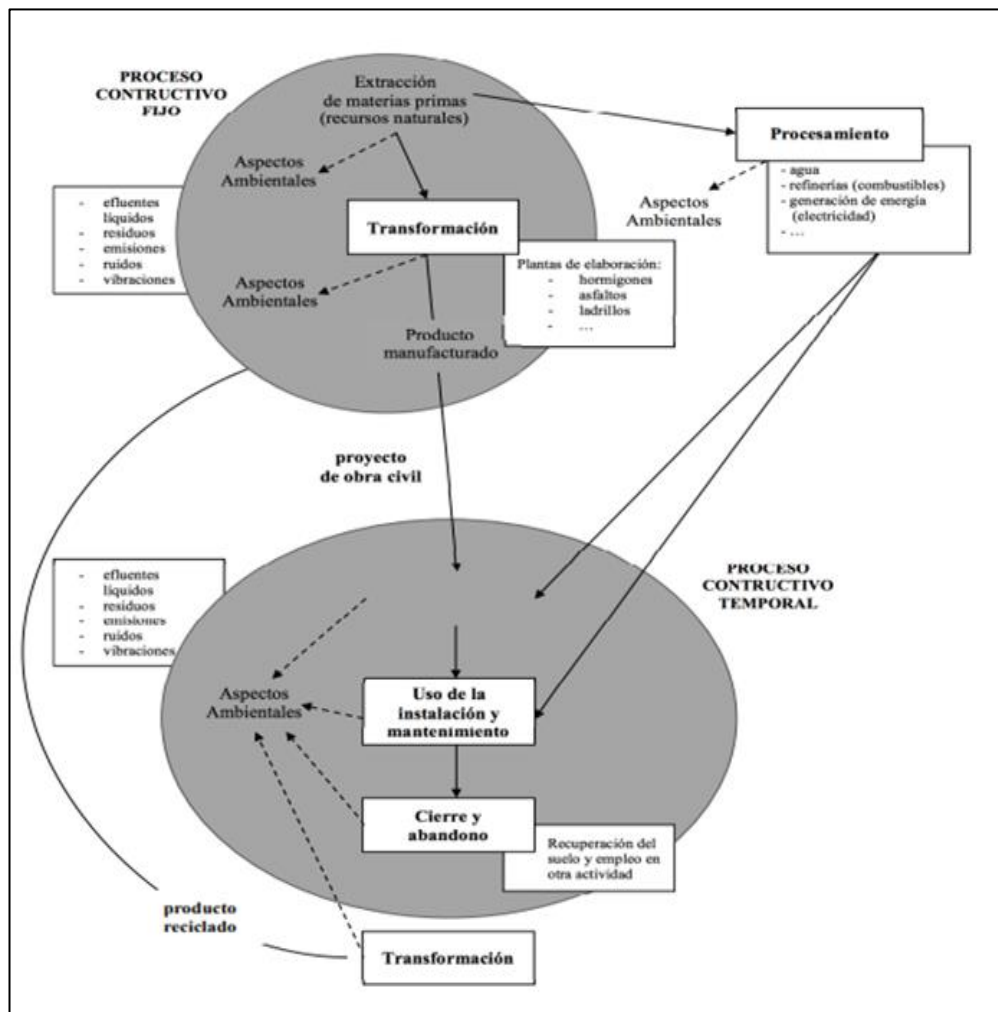 PROCESO
CONTRUCTIVO
FIJO
Extracción
de materias primas
(recursos naturales)
Aspectos
Ambientales
- efluentes
líquidos
- residuos
- emisiones
- ruidos
- vibraciones
Transformación
Aspectos
Ambientales
Plantas de elaboración:
- hormigones
- asfaltos
- ladrillos
- ...
Producto
manufacturado
Procesamiento
- agua
- refinerías (combustibles)
- generación de energía
(electricidad)
- ...
Aspectos
Ambientales
proyecto
de obra civil
PROCESO
CONTRUCTIVO
TEMPORAL
- efluentes
- líquidos
- residuos
- emisiones
- ruidos
- vibraciones
Aspectos
Ambientales
Uso de la
instalación y
mantenimiento
Cierre y
abandono
Recuperación del
suelo y empleo en
otra actividad
producto
reciclado
Transformación